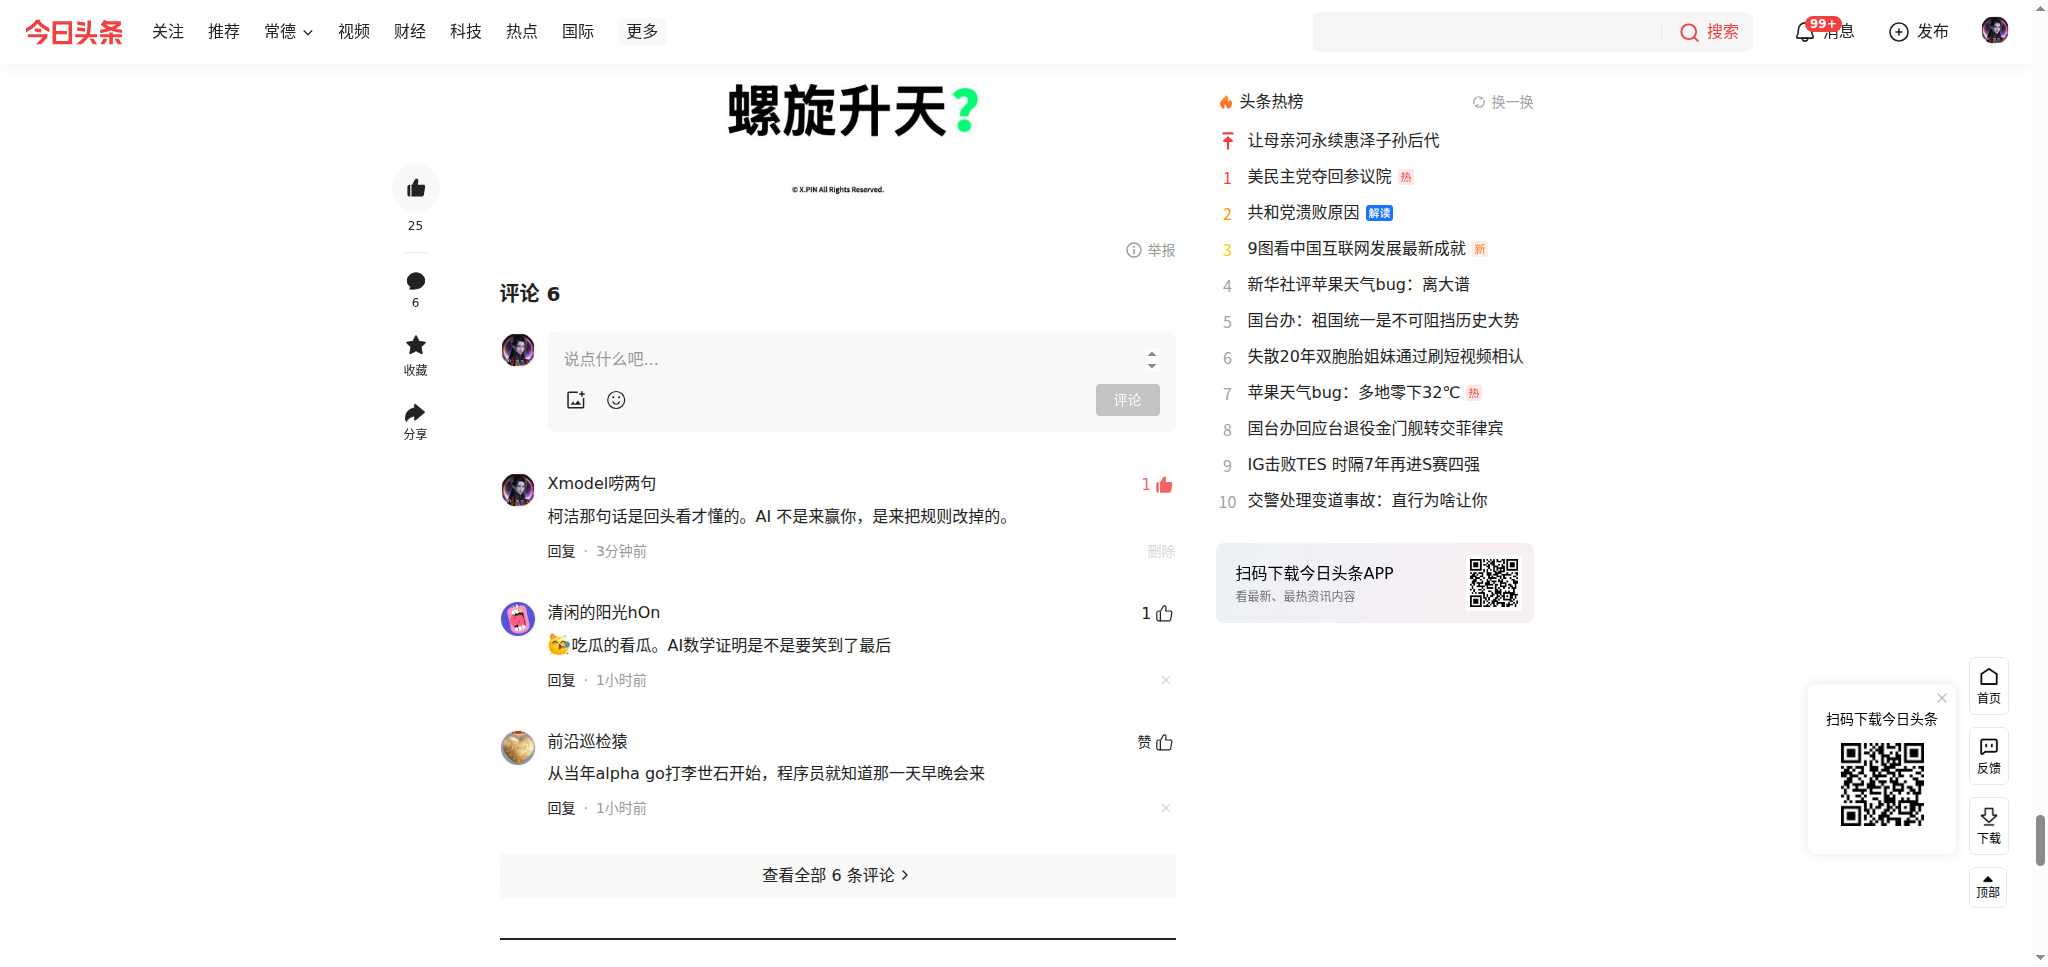 今日头条
关注 推荐 常德 视频 财经 科技 热点 国际 更多
搜索
99+
消息
发布
螺旋升天?
© X.PIN All Rights Reserved.
举报
25
6
收藏
分享
评论 6
说点什么吧...
评论
Xmodel唠两句
1
柯洁那句话是回头看才懂的。AI 不是来赢你，是来把规则改掉的。
回复 · 3分钟前
删除
清闲的阳光hOn
1
吃瓜的看瓜。AI数学证明是不是要笑到了最后
回复 · 1小时前
前沿巡检猿
赞
从当年alpha go打李世石开始，程序员就知道那一天早晚会来
回复 · 1小时前
查看全部 6 条评论
头条热榜
换一换
让母亲河永续惠泽子孙后代
1 美民主党夺回参议院 热
2 共和党溃败原因 解读
3 9图看中国互联网发展最新成就 新
4 新华社评苹果天气bug：离大谱
5 国台办：祖国统一是不可阻挡历史大势
6 失散20年双胞胎姐妹通过刷短视频相认
7 苹果天气bug：多地零下32℃ 热
8 国台办回应台退役金门舰转交菲律宾
9 IG击败TES 时隔7年再进S赛四强
10 交警处理变道事故：直行为啥让你
扫码下载今日头条APP
看最新、最热资讯内容
扫码下载今日头条
首页
反馈
下载
顶部